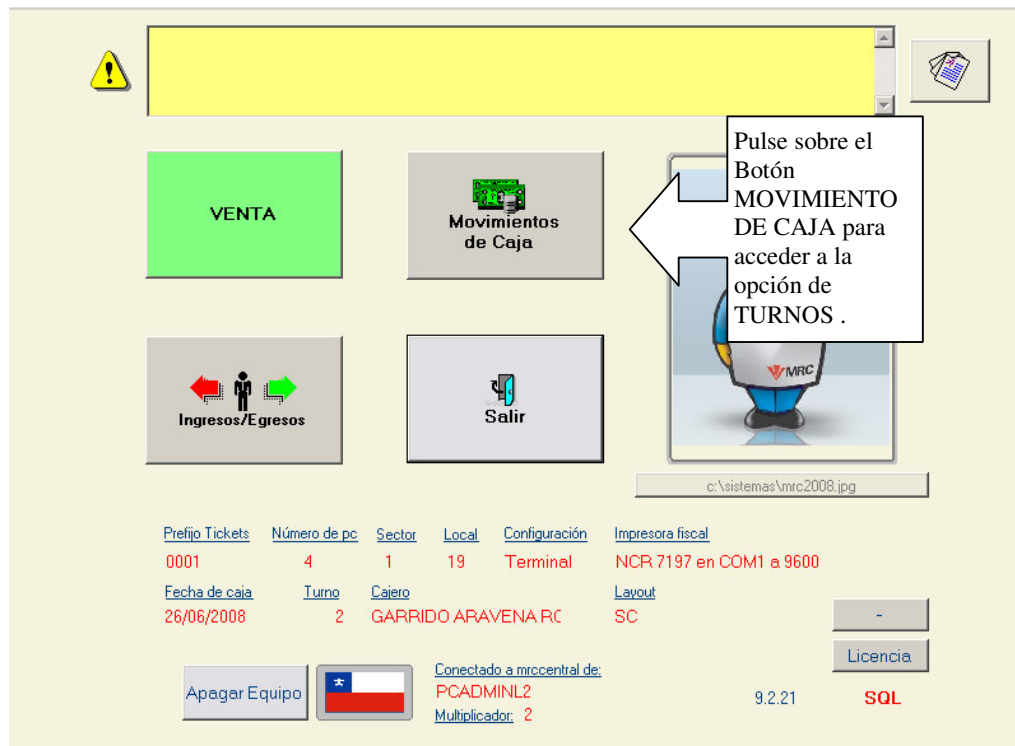 Pulse sobre el
Botón
MOVIMIENTO
DE CAJA para
acceder a la
opción de
TURNOS .
VENTA
Movimientos
de Caja
Ingresos/Egresos
Salir
MRC
c:\sistemas\mrc2008.jpg
Prefijo Tickets Número de pc Sector Local Configuración Impresora fiscal
0001 4 1 19 Terminal NCR 7197 en COM1 a 9600
Fecha de caja Turno Cajero Layout
26/06/2008 2 GARRIDO ARAVENA RO SC
-
Licencia
Apagar Equipo
Conectado a mrccentral de:
PCADMINL2
Multiplicador: 2
9.2.21 SQL